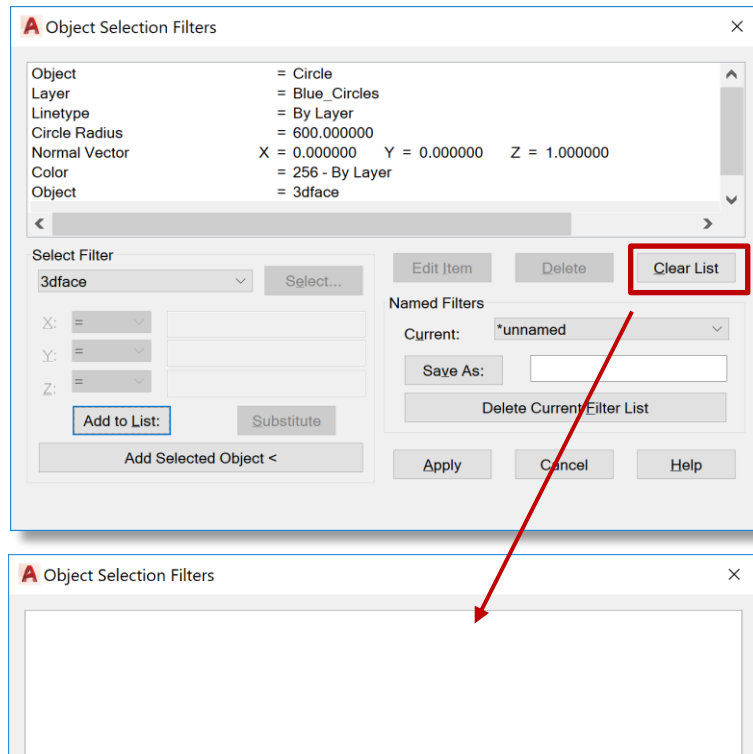 Object Selection Filters
Object = Circle
Layer = Blue_Circles
Linetype = By Layer
Circle Radius = 600.000000
Normal Vector X = 0.000000 Y = 0.000000 Z = 1.000000
Color = 256 - By Layer
Object = 3dface
Select Filter
3dface Select...
X: =
Y: =
Z: =
Add to List: Substitute
Add Selected Object <
Edit Item Delete Clear List
Named Filters
Current: *unnamed
Save As:
Delete Current Filter List
Apply Cancel Help
Object Selection Filters